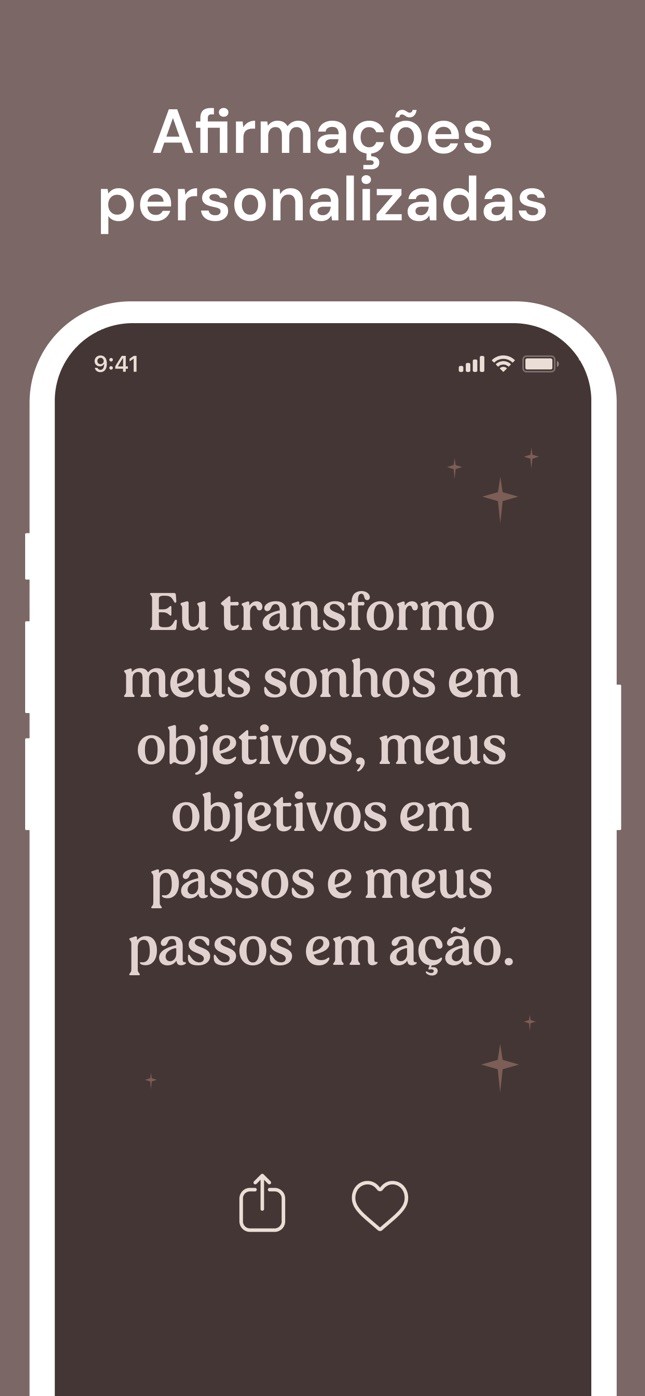 Afirmações
personalizadas
9:41
Eu transformo
meus sonhos em
objetivos, meus
objetivos em
passos e meus
passos em ação.